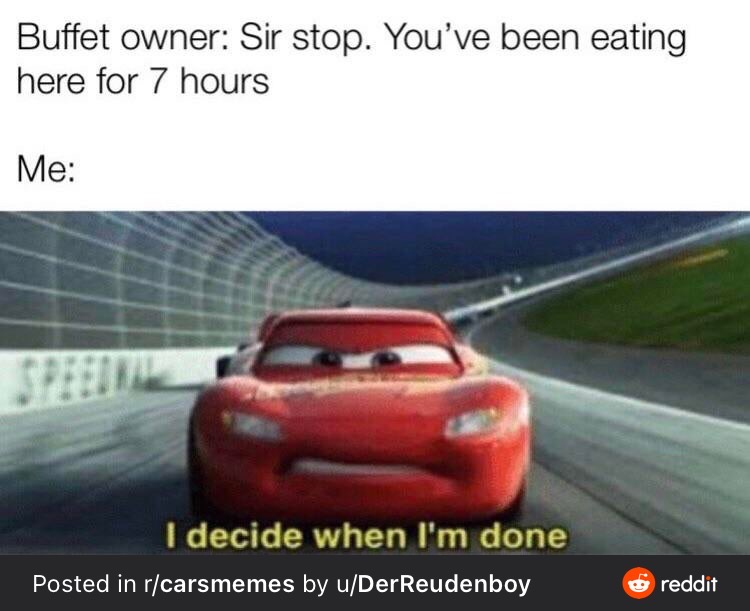 Buffet owner: Sir stop. You’ve been eating
here for 7 hours
Me:
I decide when I'm done
Posted in r/carsmemes by u/DerReudenboy
reddit